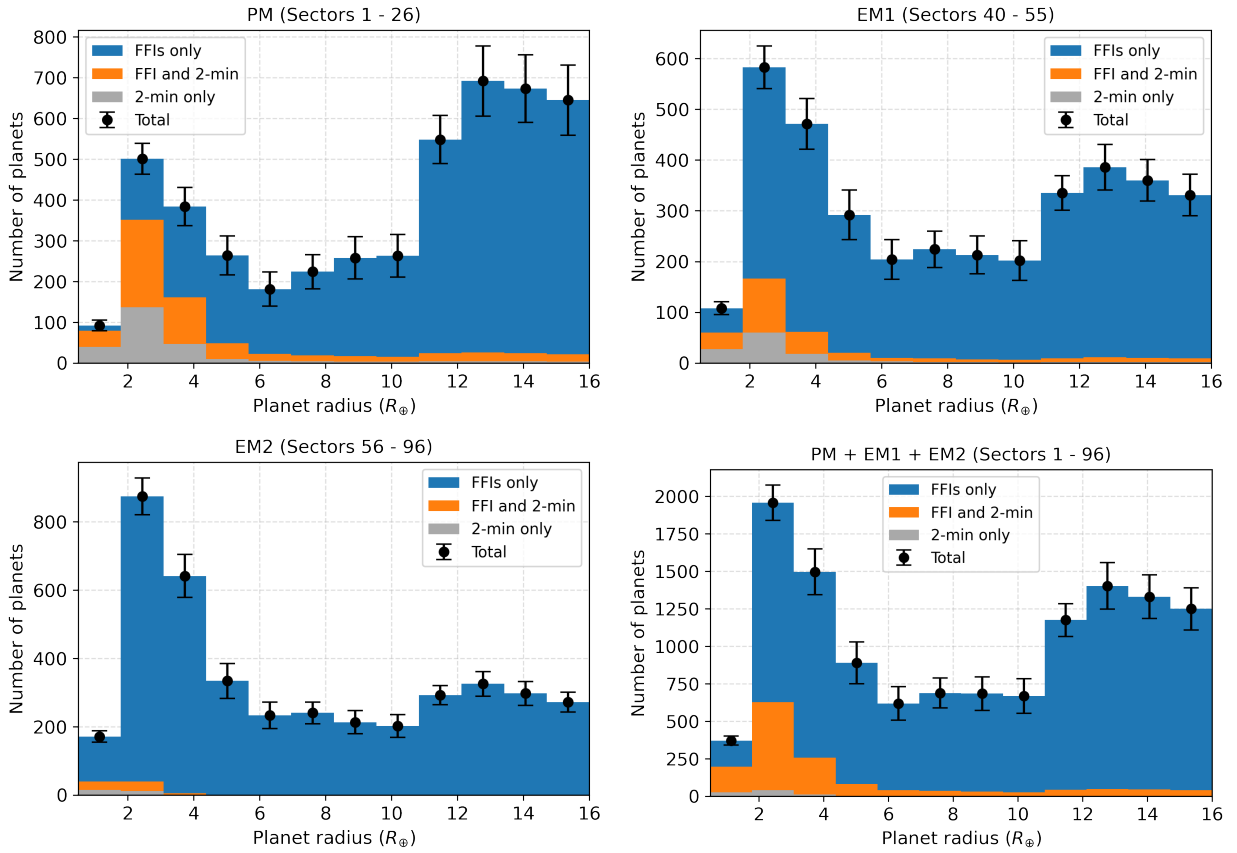 PM (Sectors 1 - 26)
Number of planets
800
700
600
500
400
300
200
100
0
FFIs only
FFI and 2-min
2-min only
Total
2 4 6 8 10 12 14 16
Planet radius (R⊕)
EM1 (Sectors 40 - 55)
Number of planets
600
500
400
300
200
100
0
FFIs only
FFI and 2-min
2-min only
Total
2 4 6 8 10 12 14 16
Planet radius (R⊕)
EM2 (Sectors 56 - 96)
Number of planets
800
600
400
200
0
FFIs only
FFI and 2-min
2-min only
Total
2 4 6 8 10 12 14 16
Planet radius (R⊕)
PM + EM1 + EM2 (Sectors 1 - 96)
Number of planets
2000
1750
1500
1250
1000
750
500
250
0
FFIs only
FFI and 2-min
2-min only
Total
2 4 6 8 10 12 14 16
Planet radius (R⊕)